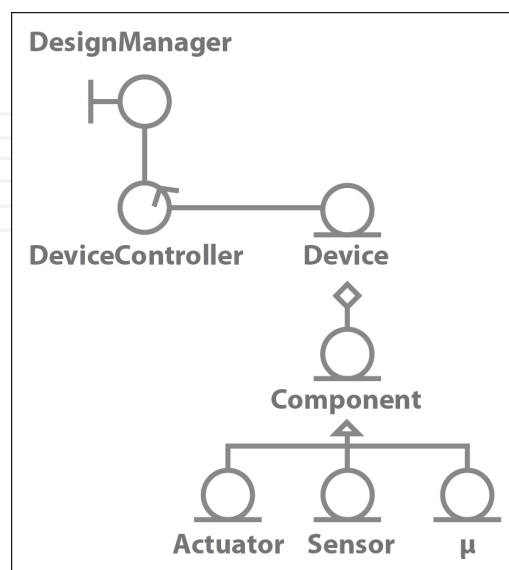 DesignManager
DeviceController Device
Component
Actuator Sensor µ